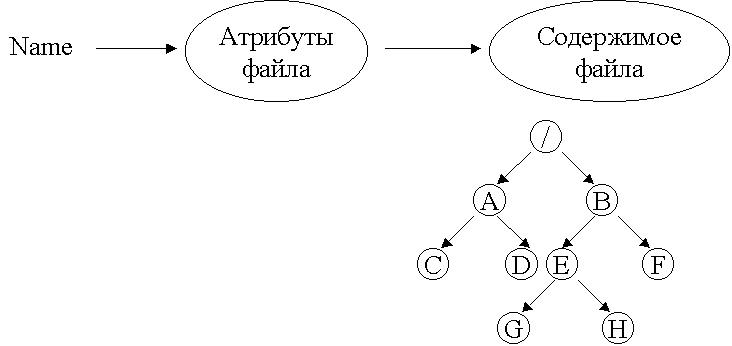 Name
Атрибуты
файла
Содержимое
файла
/
A B
C D E F
G H